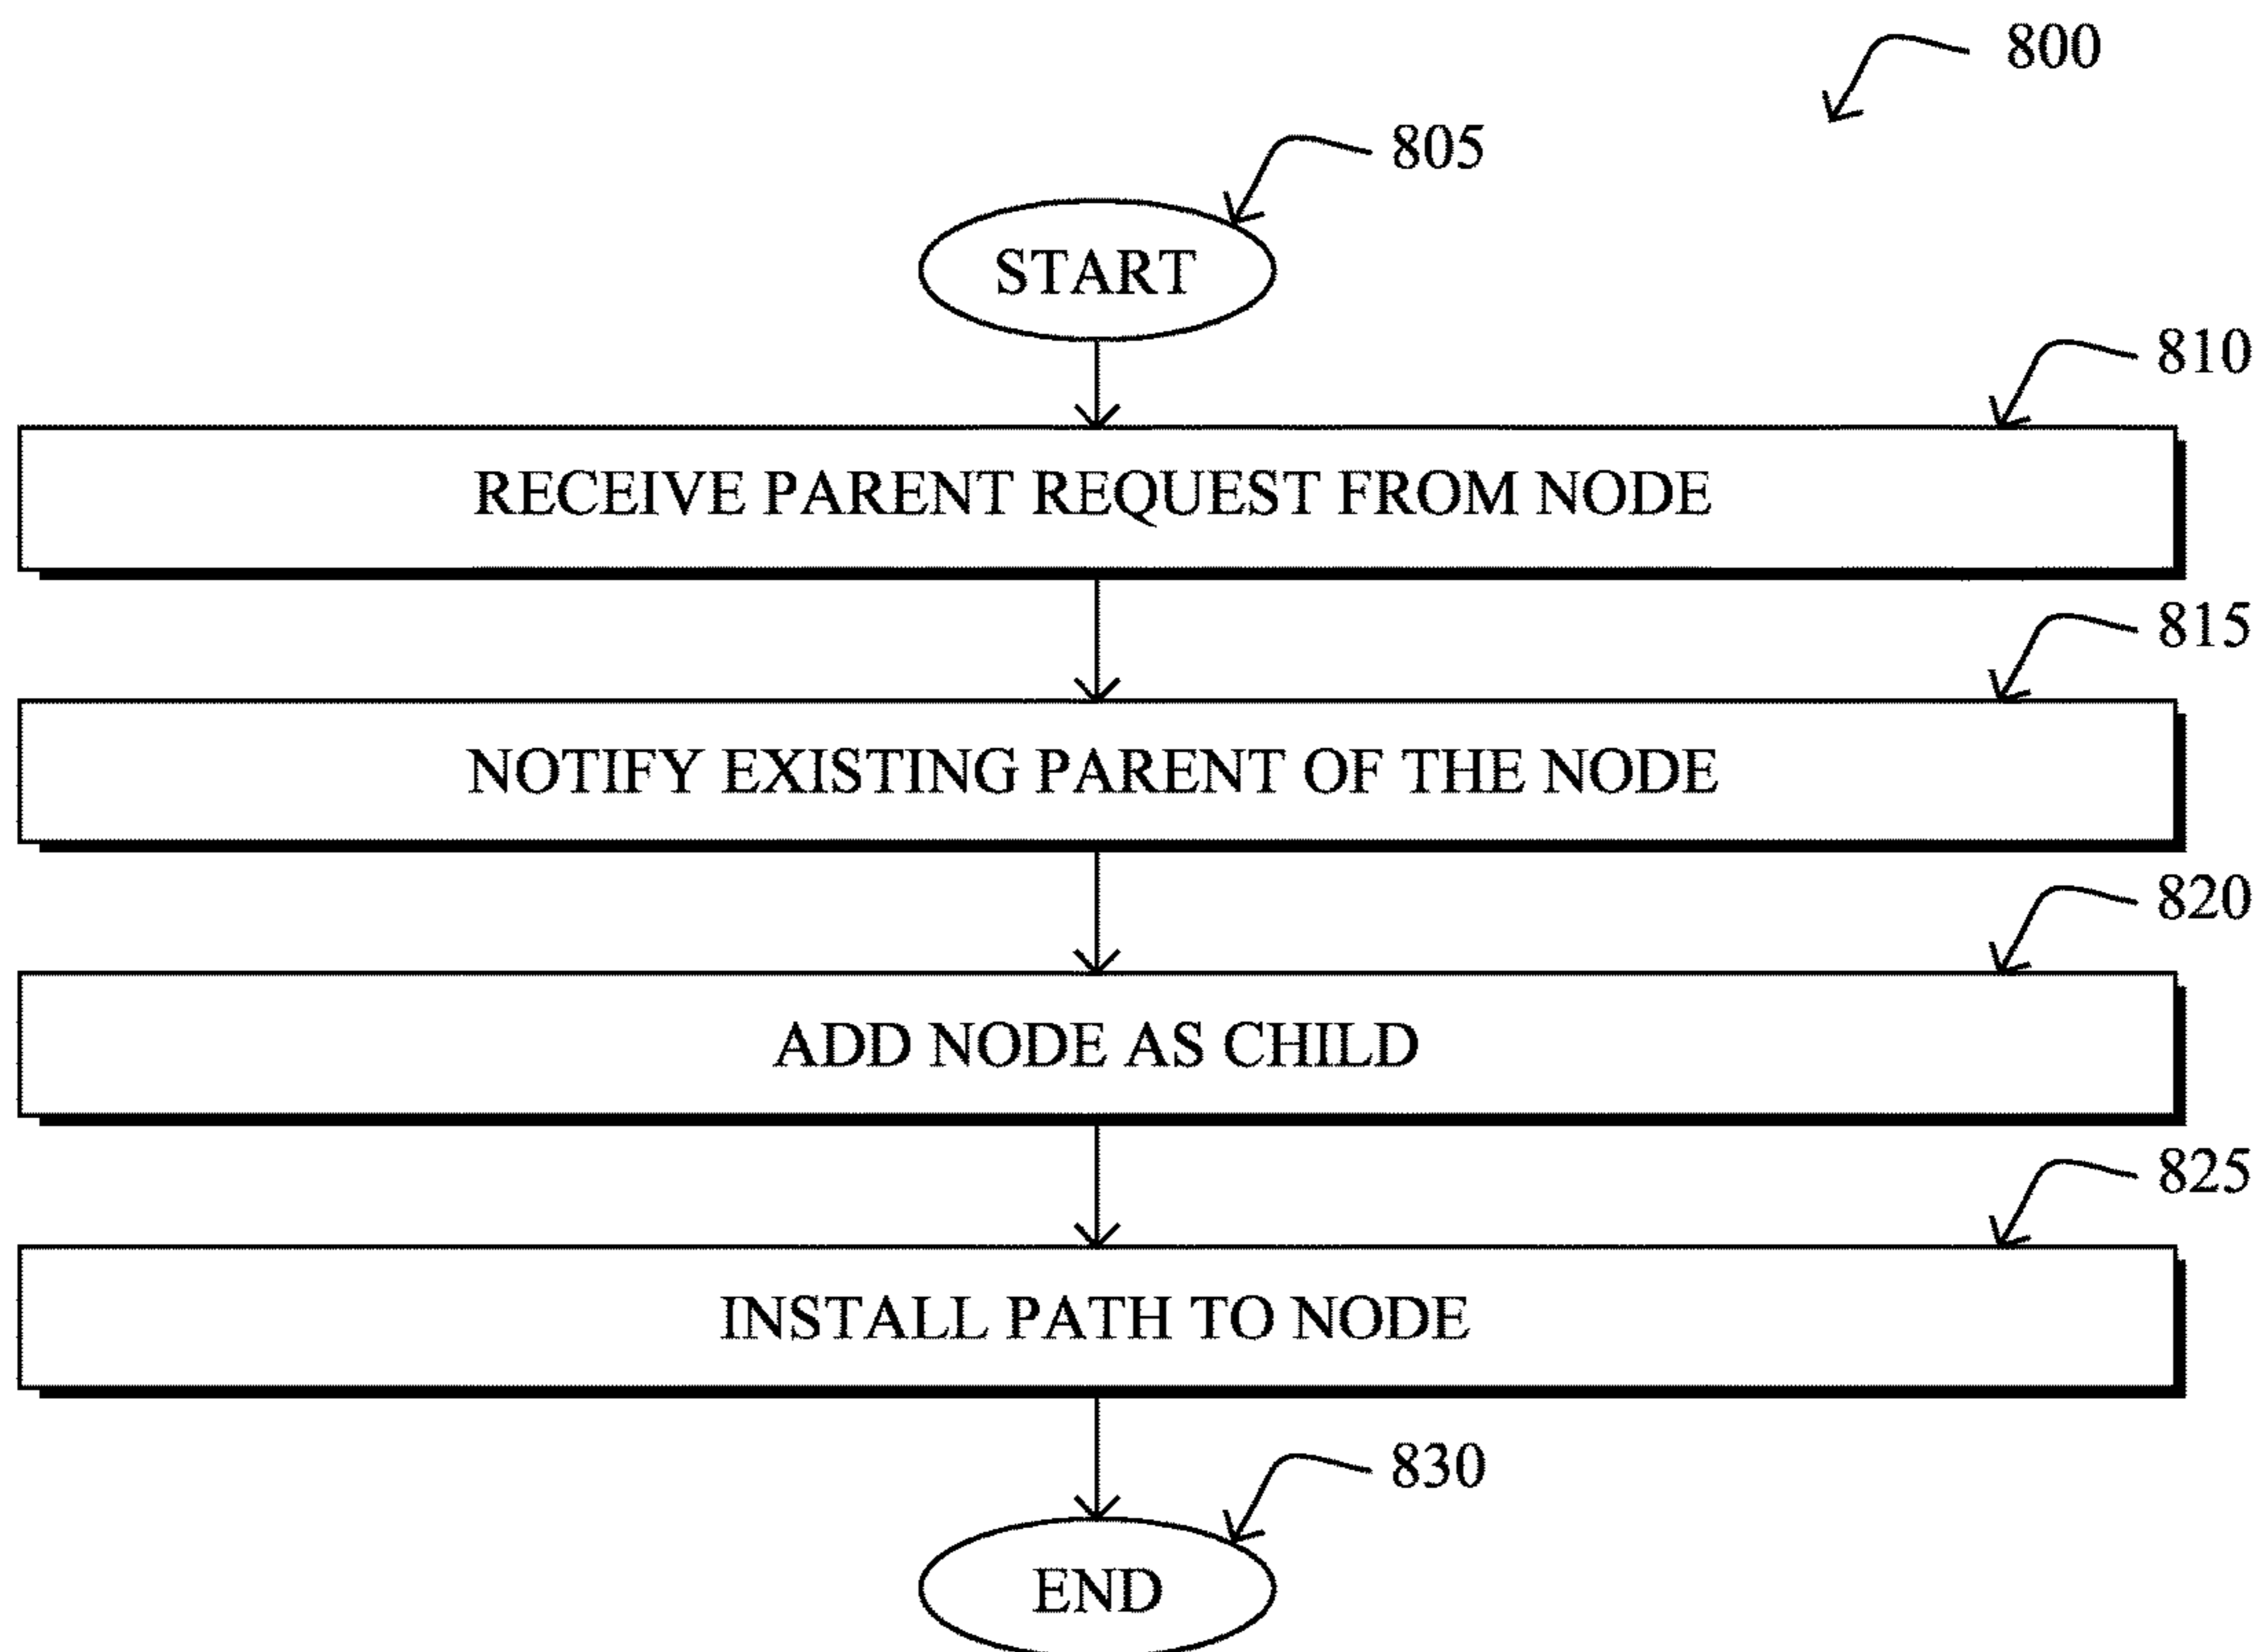 800
805
START
810
RECEIVE PARENT REQUEST FROM NODE
815
NOTIFY EXISTING PARENT OF THE NODE
820
ADD NODE AS CHILD
825
INSTALL PATH TO NODE
830
END